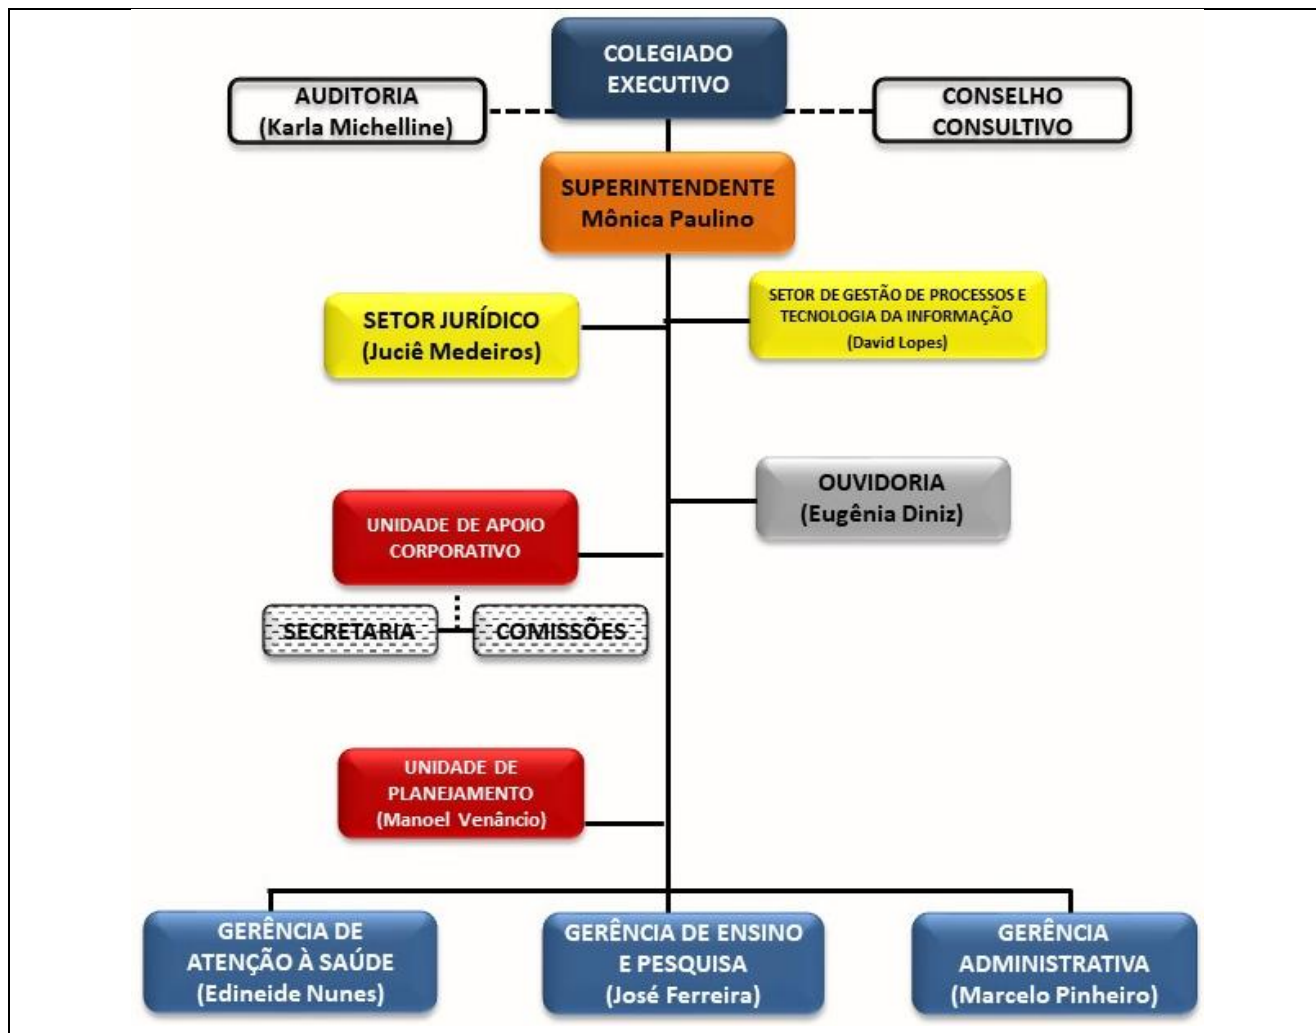 COLEGIADO
EXECUTIVO
AUDITORIA
(Karla Michelline)
CONSELHO
CONSULTIVO
SUPERINTENDENTE
Mônica Paulino
SETOR JURÍDICO
(Juciê Medeiros)
SETOR DE GESTÃO DE PROCESSOS E
TECNOLOGIA DA INFORMAÇÃO
(David Lopes)
OUVIDORIA
(Eugênia Diniz)
UNIDADE DE APOIO
CORPORATIVO
SECRETARIA
COMISSÕES
UNIDADE DE
PLANEJAMENTO
(Manoel Venâncio)
GERÊNCIA DE
ATENÇÃO À SAÚDE
(Edineide Nunes)
GERÊNCIA DE ENSINO
E PESQUISA
(José Ferreira)
GERÊNCIA
ADMINISTRATIVA
(Marcelo Pinheiro)